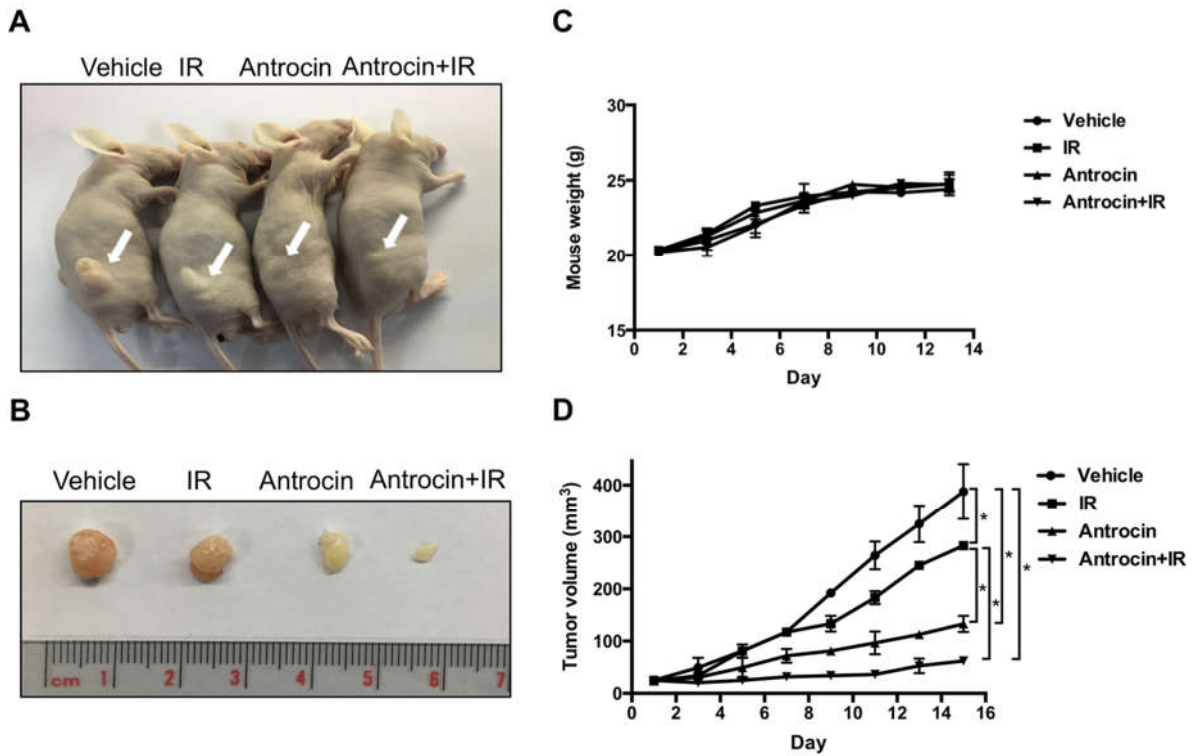 A
Vehicle IR Antrocin Antrocin+IR
B
Vehicle IR Antrocin Antrocin+IR
cm 1 2 3 4 5 6 7
C
Mouse weight (g)
30
25
20
15
0 2 4 6 8 10 12 14
Day
Vehicle
IR
Antrocin
Antrocin+IR
D
Tumor volume (mm³)
400
300
200
100
0
0 2 4 6 8 10 12 14 16
Day
* * * * *
Vehicle
IR
Antrocin
Antrocin+IR